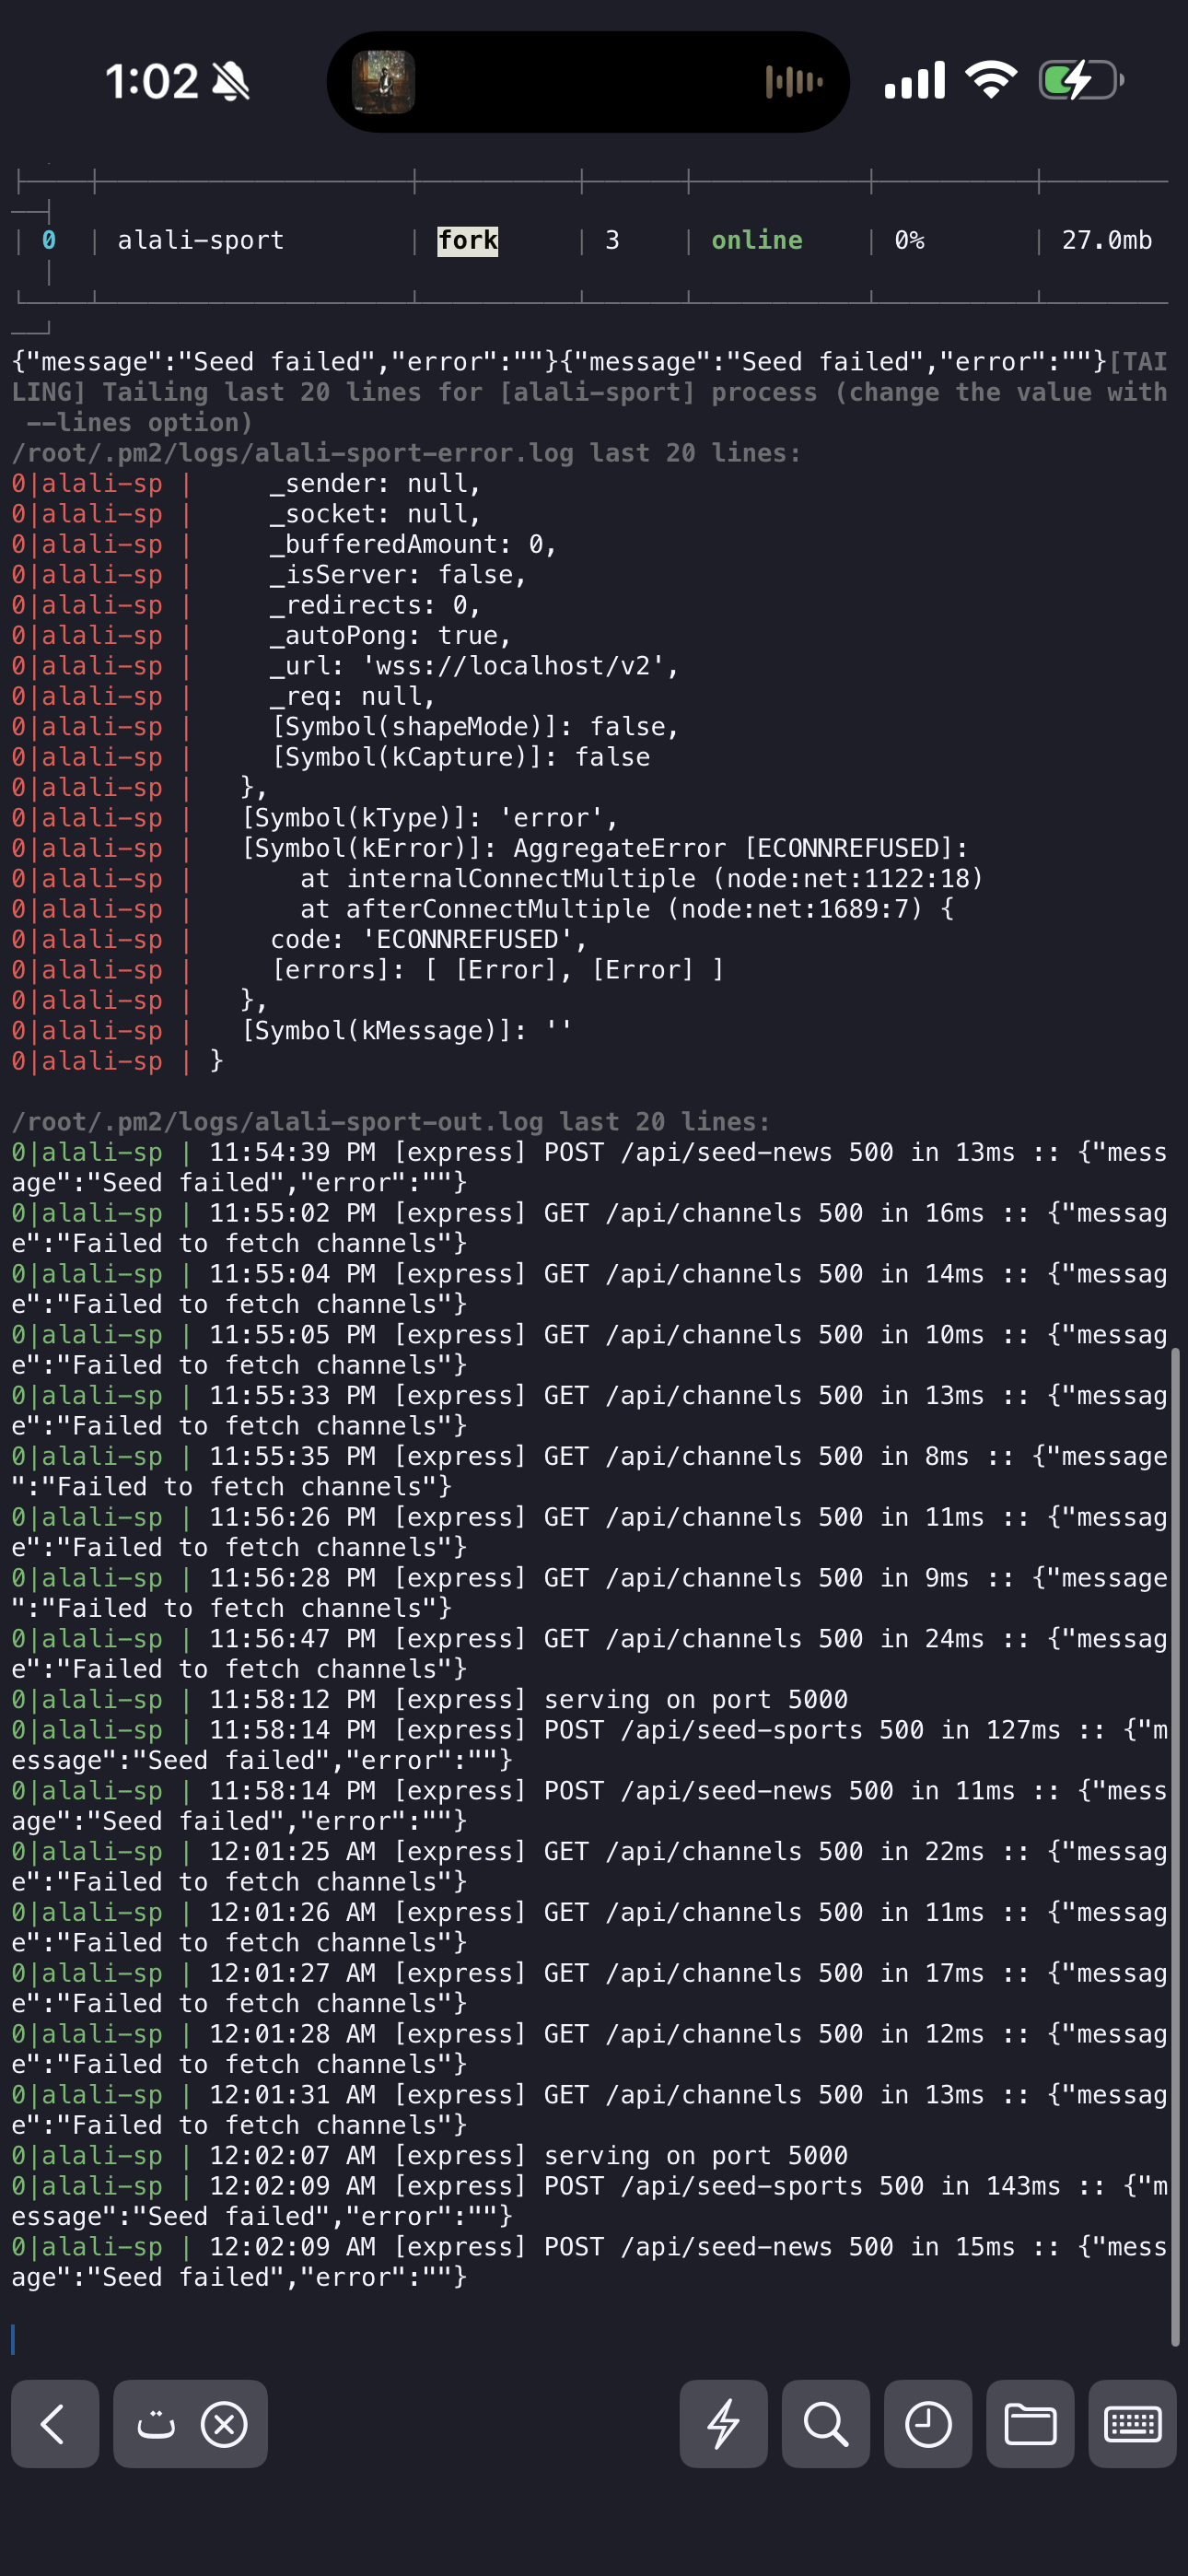 1:02
0 | alali-sport | fork | 3 | online | 0% | 27.0mb
|
{"message":"Seed failed","error":""}{"message":"Seed failed","error":""}[TAI
LING] Tailing last 20 lines for [alali-sport] process (change the value with
--lines option)
/root/.pm2/logs/alali-sport-error.log last 20 lines:
0|alali-sp |     _sender: null,
0|alali-sp |     _socket: null,
0|alali-sp |     _bufferedAmount: 0,
0|alali-sp |     _isServer: false,
0|alali-sp |     _redirects: 0,
0|alali-sp |     _autoPong: true,
0|alali-sp |     _url: 'wss://localhost/v2',
0|alali-sp |     _req: null,
0|alali-sp |     [Symbol(shapeMode)]: false,
0|alali-sp |     [Symbol(kCapture)]: false
0|alali-sp |   },
0|alali-sp |   [Symbol(kType)]: 'error',
0|alali-sp |   [Symbol(kError)]: AggregateError [ECONNREFUSED]:
0|alali-sp |       at internalConnectMultiple (node:net:1122:18)
0|alali-sp |       at afterConnectMultiple (node:net:1689:7) {
0|alali-sp |     code: 'ECONNREFUSED',
0|alali-sp |     [errors]: [ [Error], [Error] ]
0|alali-sp |   },
0|alali-sp |   [Symbol(kMessage)]: ''
0|alali-sp | }
/root/.pm2/logs/alali-sport-out.log last 20 lines:
0|alali-sp | 11:54:39 PM [express] POST /api/seed-news 500 in 13ms :: {"mess
age":"Seed failed","error":""}
0|alali-sp | 11:55:02 PM [express] GET /api/channels 500 in 16ms :: {"messag
e":"Failed to fetch channels"}
0|alali-sp | 11:55:04 PM [express] GET /api/channels 500 in 14ms :: {"messag
e":"Failed to fetch channels"}
0|alali-sp | 11:55:05 PM [express] GET /api/channels 500 in 10ms :: {"messag
e":"Failed to fetch channels"}
0|alali-sp | 11:55:33 PM [express] GET /api/channels 500 in 13ms :: {"messag
e":"Failed to fetch channels"}
0|alali-sp | 11:55:35 PM [express] GET /api/channels 500 in 8ms :: {"message
":"Failed to fetch channels"}
0|alali-sp | 11:56:26 PM [express] GET /api/channels 500 in 11ms :: {"messag
e":"Failed to fetch channels"}
0|alali-sp | 11:56:28 PM [express] GET /api/channels 500 in 9ms :: {"message
":"Failed to fetch channels"}
0|alali-sp | 11:56:47 PM [express] GET /api/channels 500 in 24ms :: {"messag
e":"Failed to fetch channels"}
0|alali-sp | 11:58:12 PM [express] serving on port 5000
0|alali-sp | 11:58:14 PM [express] POST /api/seed-sports 500 in 127ms :: {"m
essage":"Seed failed","error":""}
0|alali-sp | 11:58:14 PM [express] POST /api/seed-news 500 in 11ms :: {"mess
age":"Seed failed","error":""}
0|alali-sp | 12:01:25 AM [express] GET /api/channels 500 in 22ms :: {"messag
e":"Failed to fetch channels"}
0|alali-sp | 12:01:26 AM [express] GET /api/channels 500 in 11ms :: {"messag
e":"Failed to fetch channels"}
0|alali-sp | 12:01:27 AM [express] GET /api/channels 500 in 17ms :: {"messag
e":"Failed to fetch channels"}
0|alali-sp | 12:01:28 AM [express] GET /api/channels 500 in 12ms :: {"messag
e":"Failed to fetch channels"}
0|alali-sp | 12:01:31 AM [express] GET /api/channels 500 in 13ms :: {"messag
e":"Failed to fetch channels"}
0|alali-sp | 12:02:07 AM [express] serving on port 5000
0|alali-sp | 12:02:09 AM [express] POST /api/seed-sports 500 in 143ms :: {"m
essage":"Seed failed","error":""}
0|alali-sp | 12:02:09 AM [express] POST /api/seed-news 500 in 15ms :: {"mess
age":"Seed failed","error":""}
ت